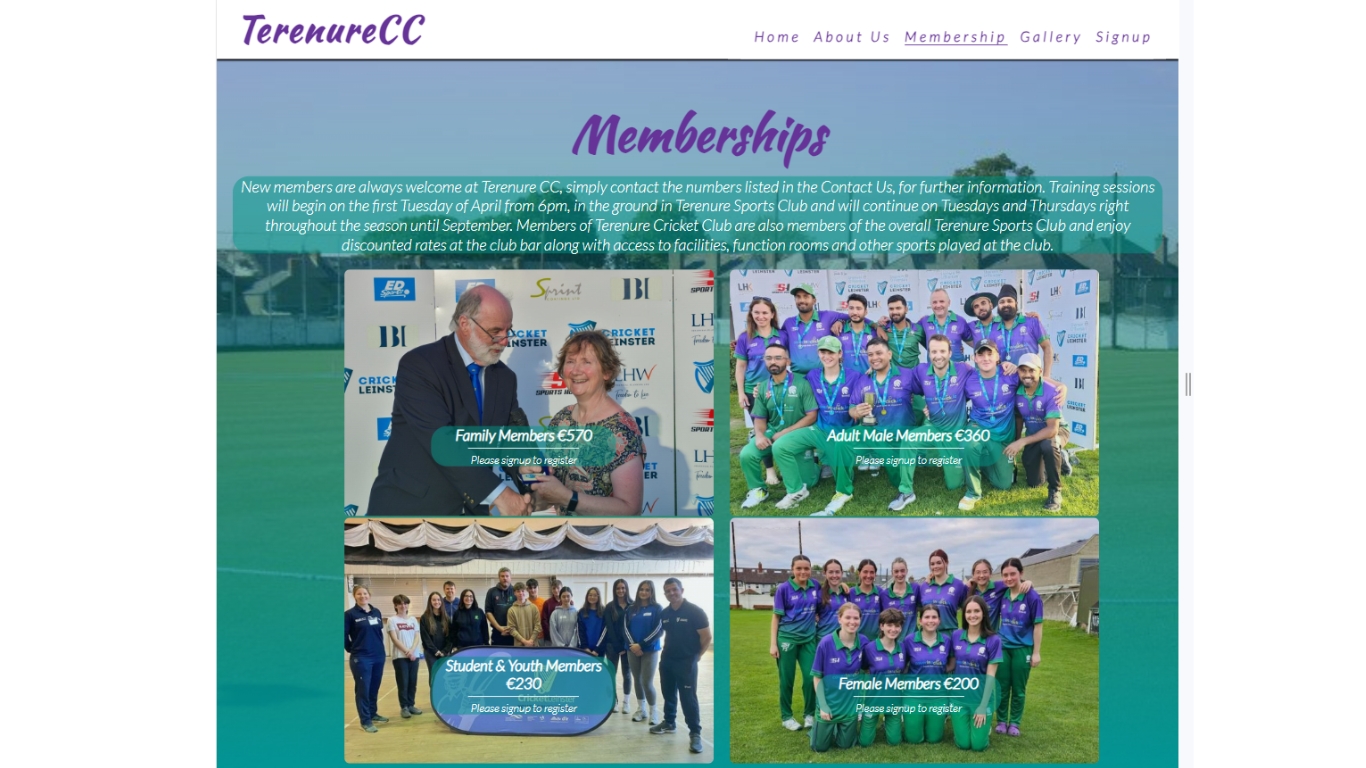 TerenureCC
Home About Us Membership Gallery Signup
Memberships
New members are always welcome at Terenure CC, simply contact the numbers listed in the Contact Us, for further information. Training sessions
will begin on the first Tuesday of April from 6pm, in the ground in Terenure Sports Club and will continue on Tuesdays and Thursdays right
throughout the season until September. Members of Terenure Cricket Club are also members of the overall Terenure Sports Club and enjoy
discounted rates at the club bar along with access to facilities, function rooms and other sports played at the club.
ED
Sprint
CRICKET
LEINSTER
Family Members €570
Please signup to register
Adult Male Members €360
Please signup to register
Student & Youth Members
€230
Please signup to register
Female Members €200
Please signup to register